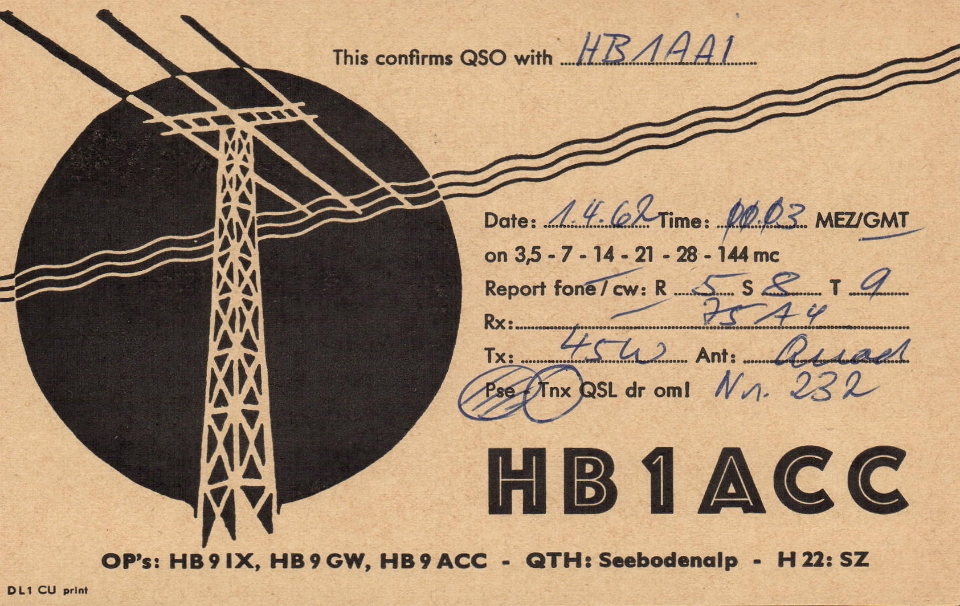 This confirms QSO with HB1AAI
Date: 1.4.62 Time: 00.03 MEZ/GMT
on 3,5 - 7 - 14 - 21 - 28 - 144 mc
Report fone/cw: R 5 S 8 T 9
Rx: 75A4
Tx: 45W Ant: Quad
Pse - Tnx QSL dr om! Nr. 232
HB1ACC
OP's: HB9IX, HB9GW, HB9ACC - QTH: Seebodenalp - H22: SZ
DL1CU print